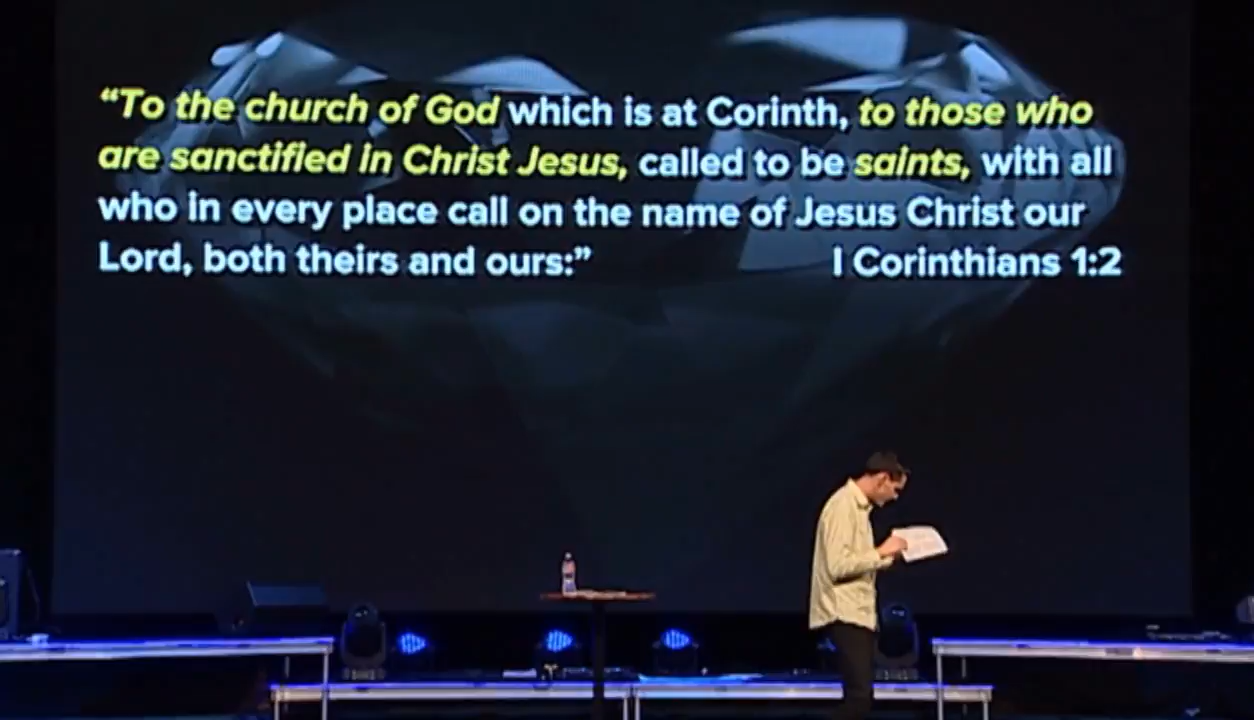 “To the church of God which is at Corinth, to those who
are sanctified in Christ Jesus, called to be saints, with all
who in every place call on the name of Jesus Christ our
Lord, both theirs and ours:” I Corinthians 1:2